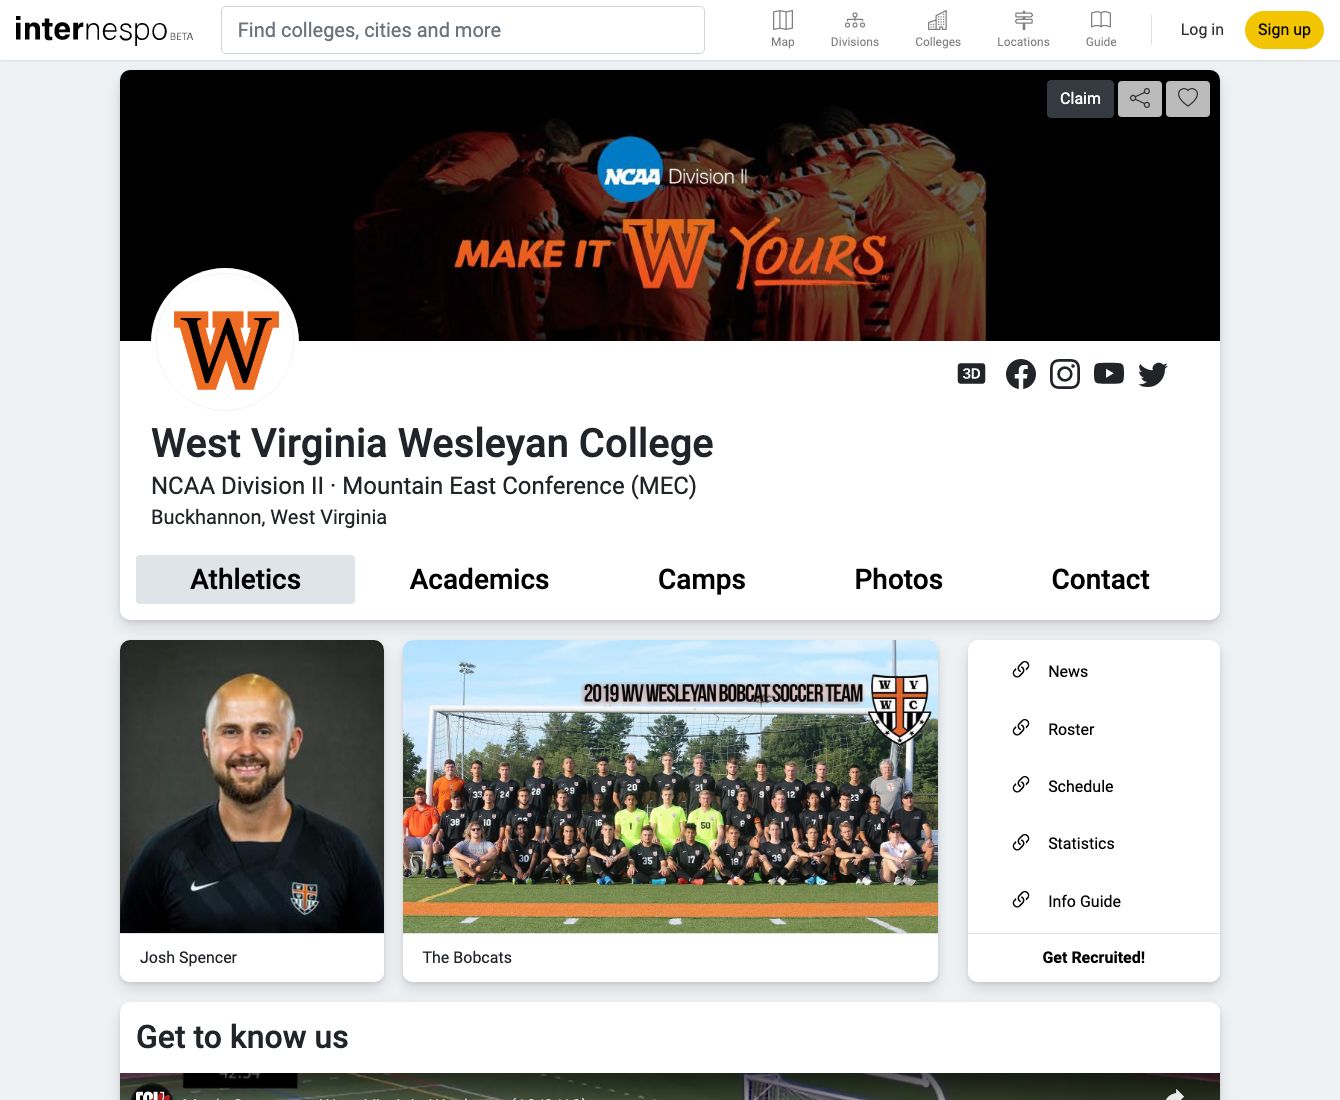 internespo BETA
Find colleges, cities and more
Map
Divisions
Colleges
Locations
Guide
Log in
Sign up
Claim
NCAA Division II
MAKE IT W YOURS
W
3D
West Virginia Wesleyan College
NCAA Division II · Mountain East Conference (MEC)
Buckhannon, West Virginia
Athletics
Academics
Camps
Photos
Contact
2019 WV WESLEYAN BOBCAT SOCCER TEAM
W V
W C
News
Roster
Schedule
Statistics
Info Guide
Josh Spencer
The Bobcats
Get Recruited!
Get to know us